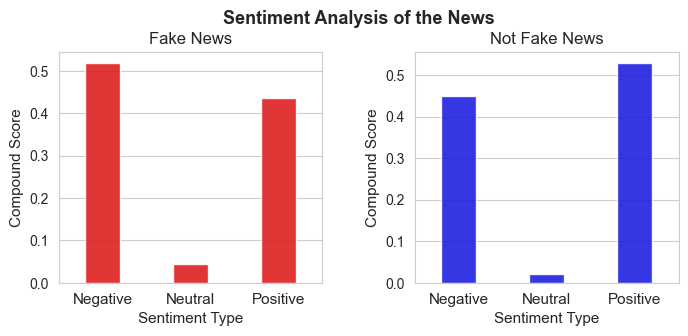 Sentiment Analysis of the News
Fake News
0.5
0.4
0.3
0.2
0.1
0.0
Compound Score
Negative Neutral Positive
Sentiment Type
Not Fake News
0.5
0.4
0.3
0.2
0.1
0.0
Compound Score
Negative Neutral Positive
Sentiment Type